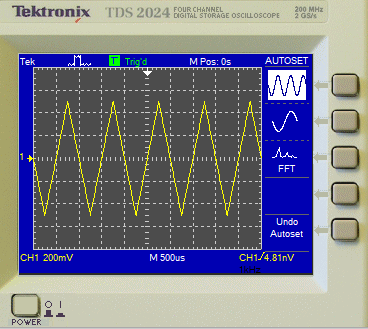 Tektronix TDS 2024 FOUR CHANNEL DIGITAL STORAGE OSCILLOSCOPE 200 MHz 2 GS/s
Tek T Trig'd M Pos: 0s AUTOSET
1
FFT
Undo
Autoset
CH1 200mV M 500us CH1 4.81nV
POWER